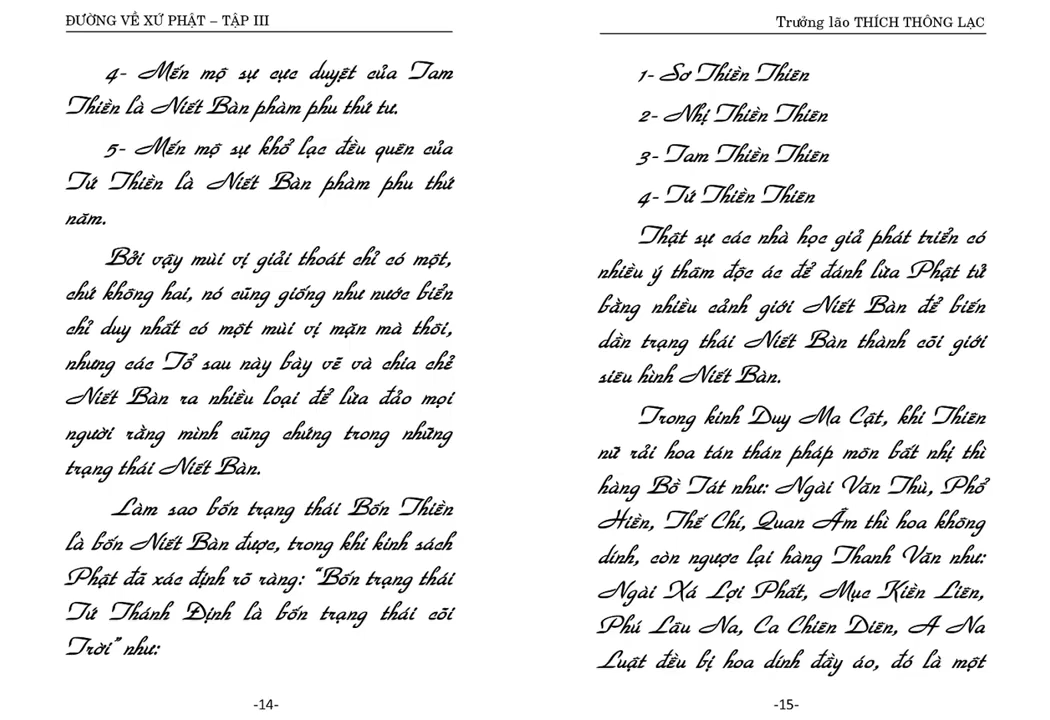 ĐƯỜNG VỀ XỨ PHẬT – TẬP III
4- Mến mộ sự cực duyệt của Tam
Thiền là Niết Bàn phàm phu thứ tư.
5- Mến mộ sự khổ lạc đều quên của
Tứ Thiền là Niết Bàn phàm phu thứ
năm.
Bởi vậy mùi vị giải thoát chỉ có một,
chứ không hai, nó cũng giống như nước biển
chỉ duy nhất có một mùi vị mặn mà thôi,
nhưng các Tổ sau này bày vẽ và chia chẻ
Niết Bàn ra nhiều loại để lừa đảo mọi
người rằng mình cũng chứng trong những
trạng thái Niết Bàn.
Làm sao bốn trạng thái Bốn Thiền
là bốn Niết Bàn được, trong khi kinh sách
Phật đã xác định rõ ràng: “Bốn trạng thái
Tứ Thánh Định là bốn trạng thái cõi
Trời” như:
-14-
Trưởng lão THÍCH THÔNG LẠC
1- Sơ Thiền Thiên
2- Nhị Thiền Thiên
3- Tam Thiền Thiên
4- Tứ Thiền Thiên
Thật sự các nhà học giả phát triển có
nhiều ý thâm độc ác để đánh lừa Phật tử
bằng nhiều cảnh giới Niết Bàn để biến
dần trạng thái Niết Bàn thành cõi giới
siêu hình Niết Bàn.
Trong kinh Duy Ma Cật, khi Thiên
nữ rải hoa tán thán pháp môn bất nhị thì
hàng Bồ Tát như: Ngài Văn Thù, Phổ
Hiền, Thế Chí, Quan Âm thì hoa không
dính, còn ngược lại hàng Thanh Văn như:
Ngài Xá Lợi Phất, Mục Kiền Liên,
Phú Lâu Na, Ca Chiên Diên, A Na
Luật đều bị hoa dính đầy áo, đó là một
-15-